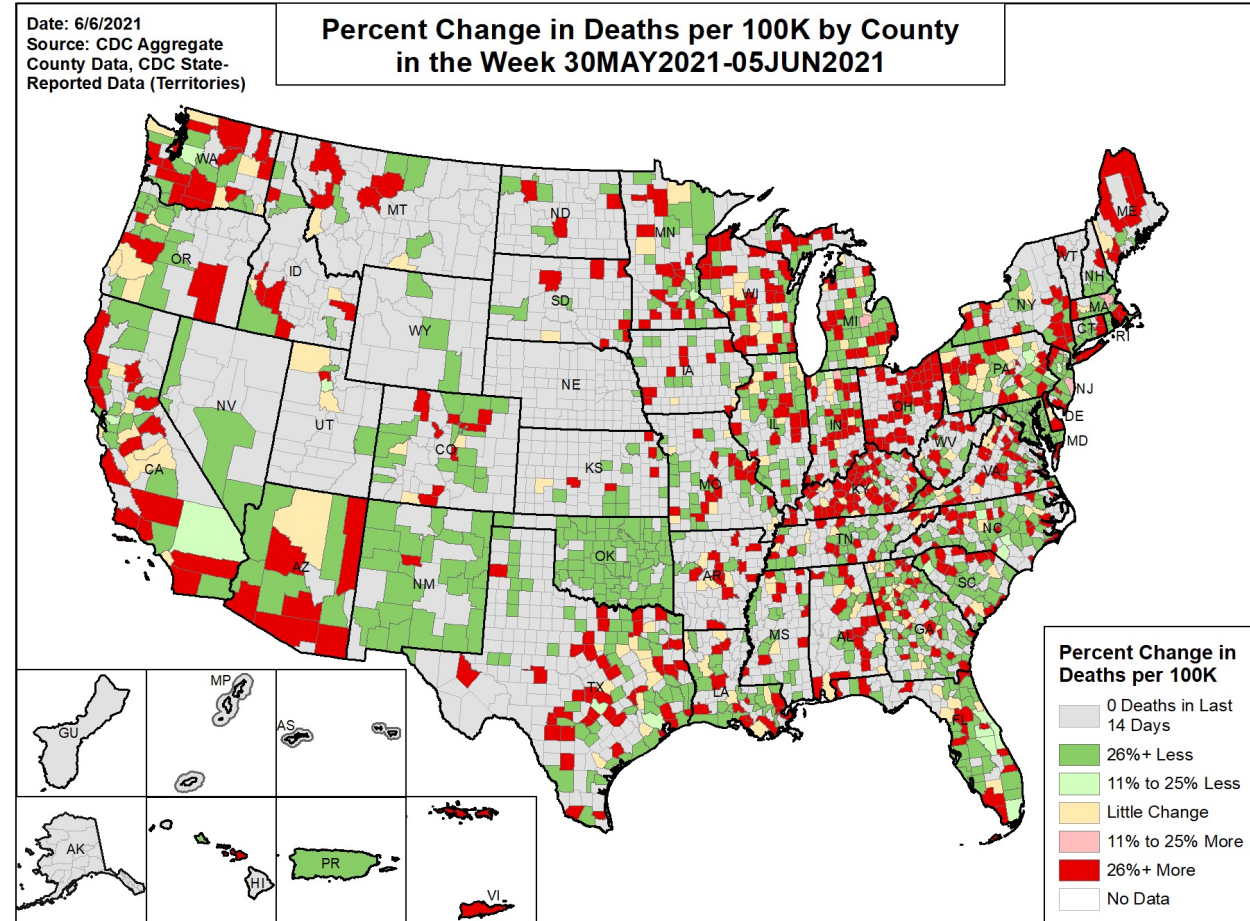 Date: 6/6/2021
Source: CDC Aggregate
County Data, CDC State-
Reported Data (Territories)
Percent Change in Deaths per 100K by County
in the Week 30MAY2021-05JUN2021
WA
MT
ND
MN
ME
OR
ID
SD
WI
MI
VT
NH
NY
MA
CT
RI
WY
IA
NE
PA
NJ
NV
UT
CO
IL
IN
OH
DE
MD
WV
CA
KS
MO
KY
VA
AZ
NM
OK
AR
TN
NC
SC
MS
AL
GA
TX
LA
FL
GU
MP
AS
AK
HI
PR
VI
Percent Change in
Deaths per 100K
0 Deaths in Last
14 Days
26%+ Less
11% to 25% Less
Little Change
11% to 25% More
26%+ More
No Data